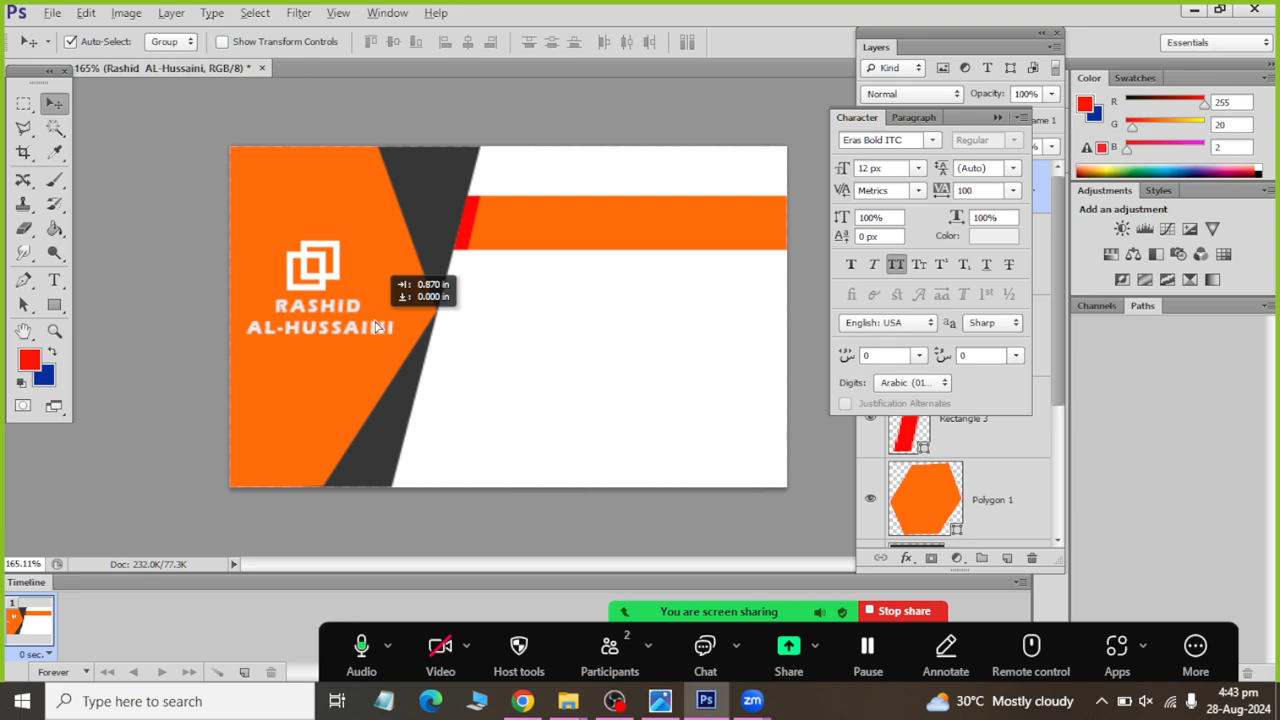 Ps File Edit Image Layer Type Select Filter View Window Help
Auto-Select: Group Show Transform Controls Essentials
165% (Rashid AL-Hussaini, RGB/8) * ×
Layers
Kind
Normal Opacity: 100%
Color Swatches
R 255
G 20
B 2
Character Paragraph
Eras Bold ITC Regular
12 px (Auto)
Metrics 100
100% 100%
0 px Color:
English: USA Sharp
0 0
Digits: Arabic (01...
Justification Alternates
ame 1
Adjustments Styles
Add an adjustment
Channels Paths
RASHID
AL-HUSSAINI
0.870 in
0.000 in
Rectangle 3
Polygon 1
165.11% Doc: 232.0K/77.3K
Timeline
1
0 sec.
Forever
You are screen sharing Stop share
2
Audio Video Host tools Participants Chat Share Pause Annotate Remote control Apps More
Type here to search
Ps zm
30°C Mostly cloudy
4:43 pm
28-Aug-2024